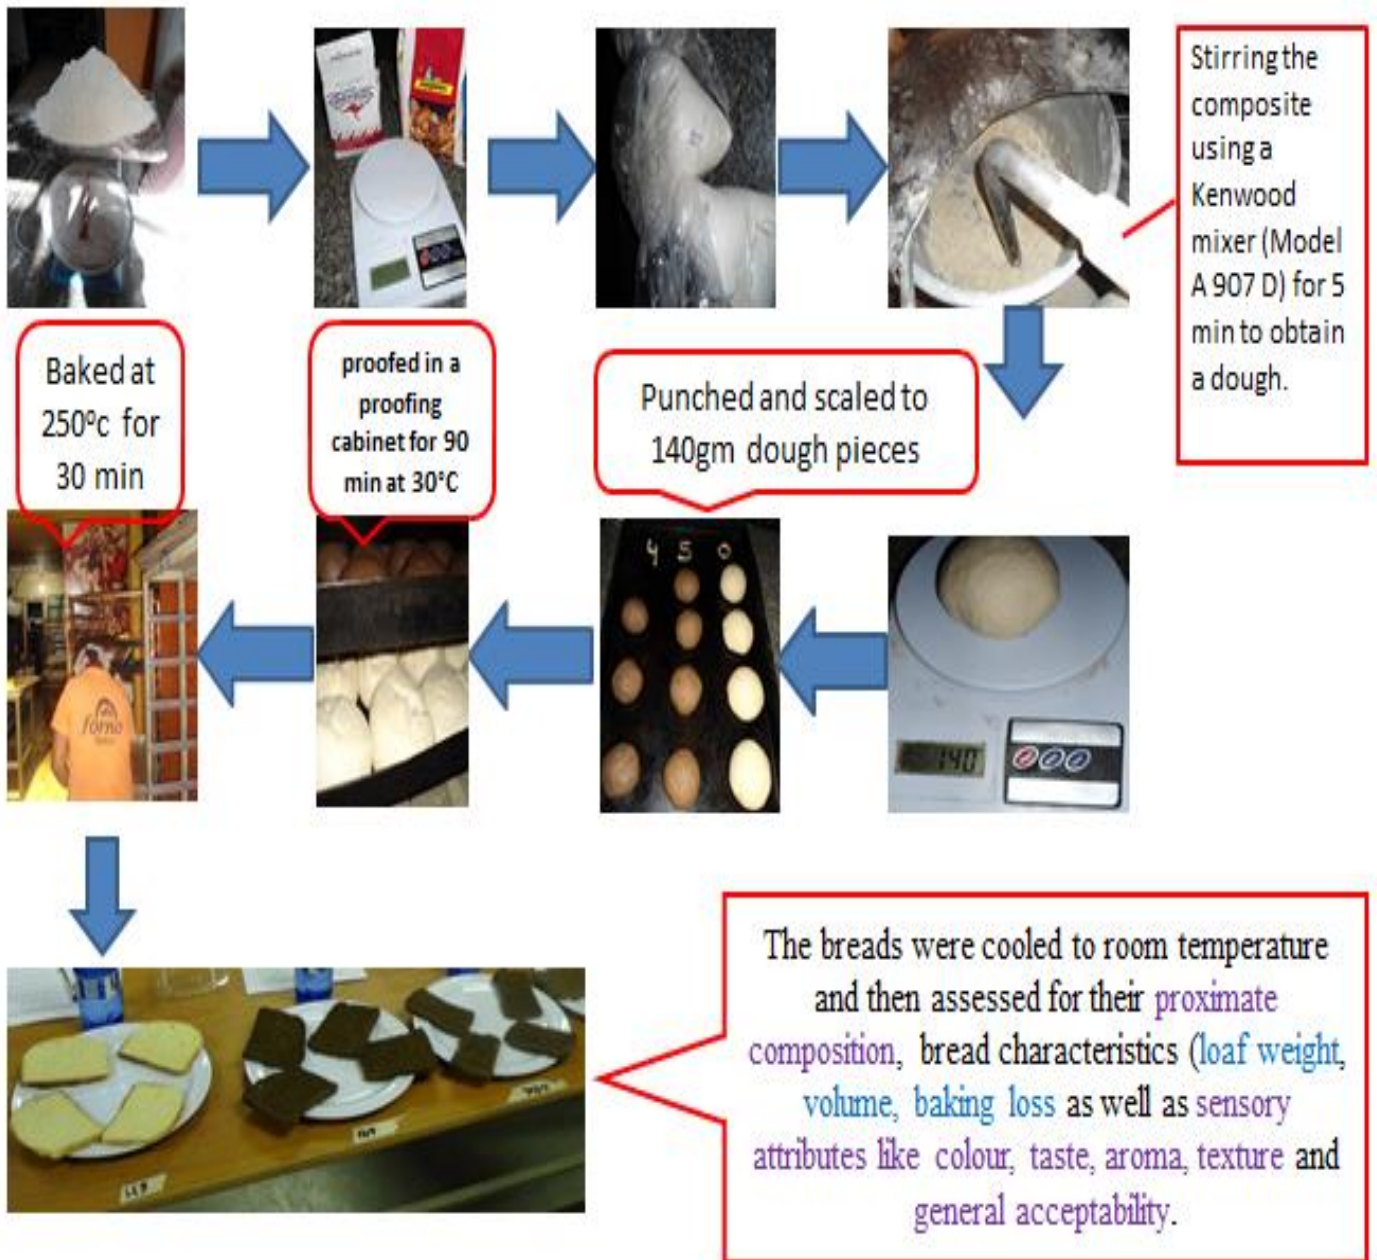 Stirring the
composite
using a
Kenwood
mixer (Model
A 907 D) for 5
min to obtain
a dough.
Baked at
250ºc for
30 min
proofed in a
proofing
cabinet for 90
min at 30°C
Punched and scaled to
140gm dough pieces
4 5 0
forno
140
The breads were cooled to room temperature
and then assessed for their proximate
composition, bread characteristics (loaf weight,
volume, baking loss as well as sensory
attributes like colour, taste, aroma, texture and
general acceptability.